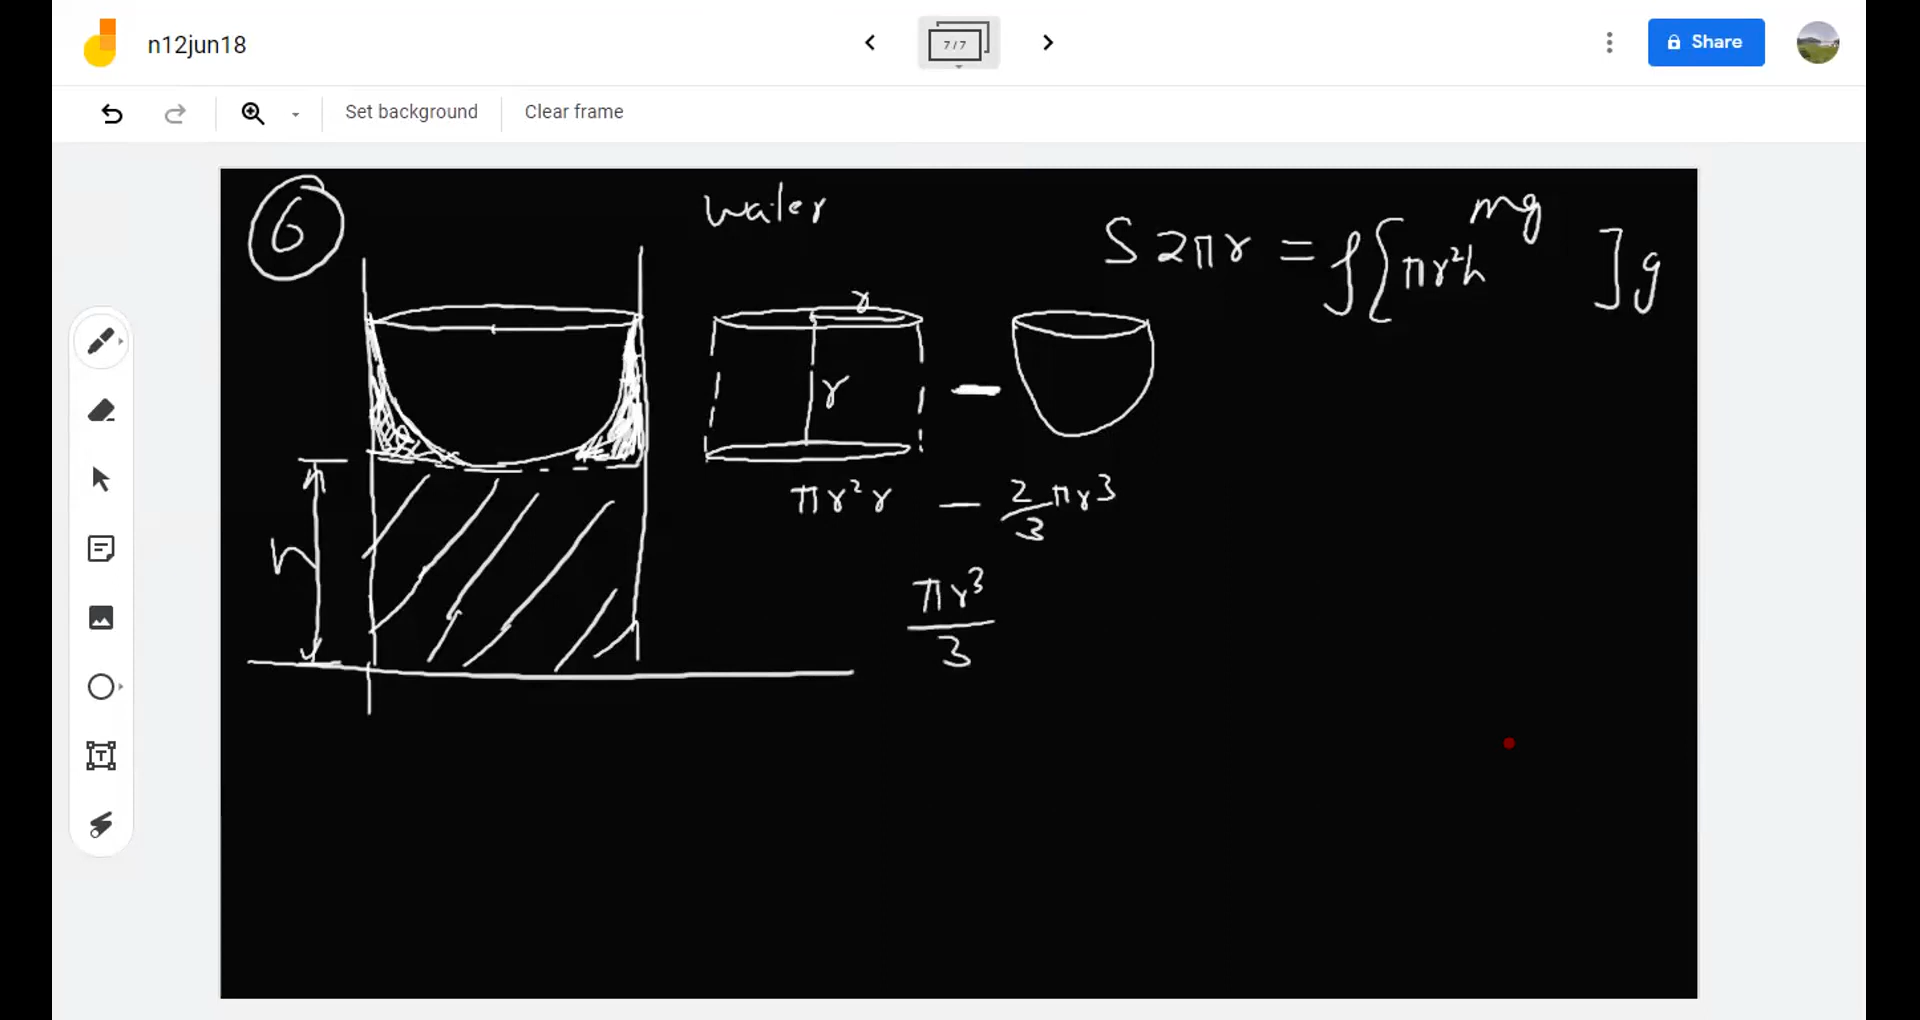 n12jun18
7/7
Share
Set background
Clear frame
6
water
S 2πr = ρ[πr²h ]g
mg
r
r
h
πr²r - 2/3 πr³
πr³/3